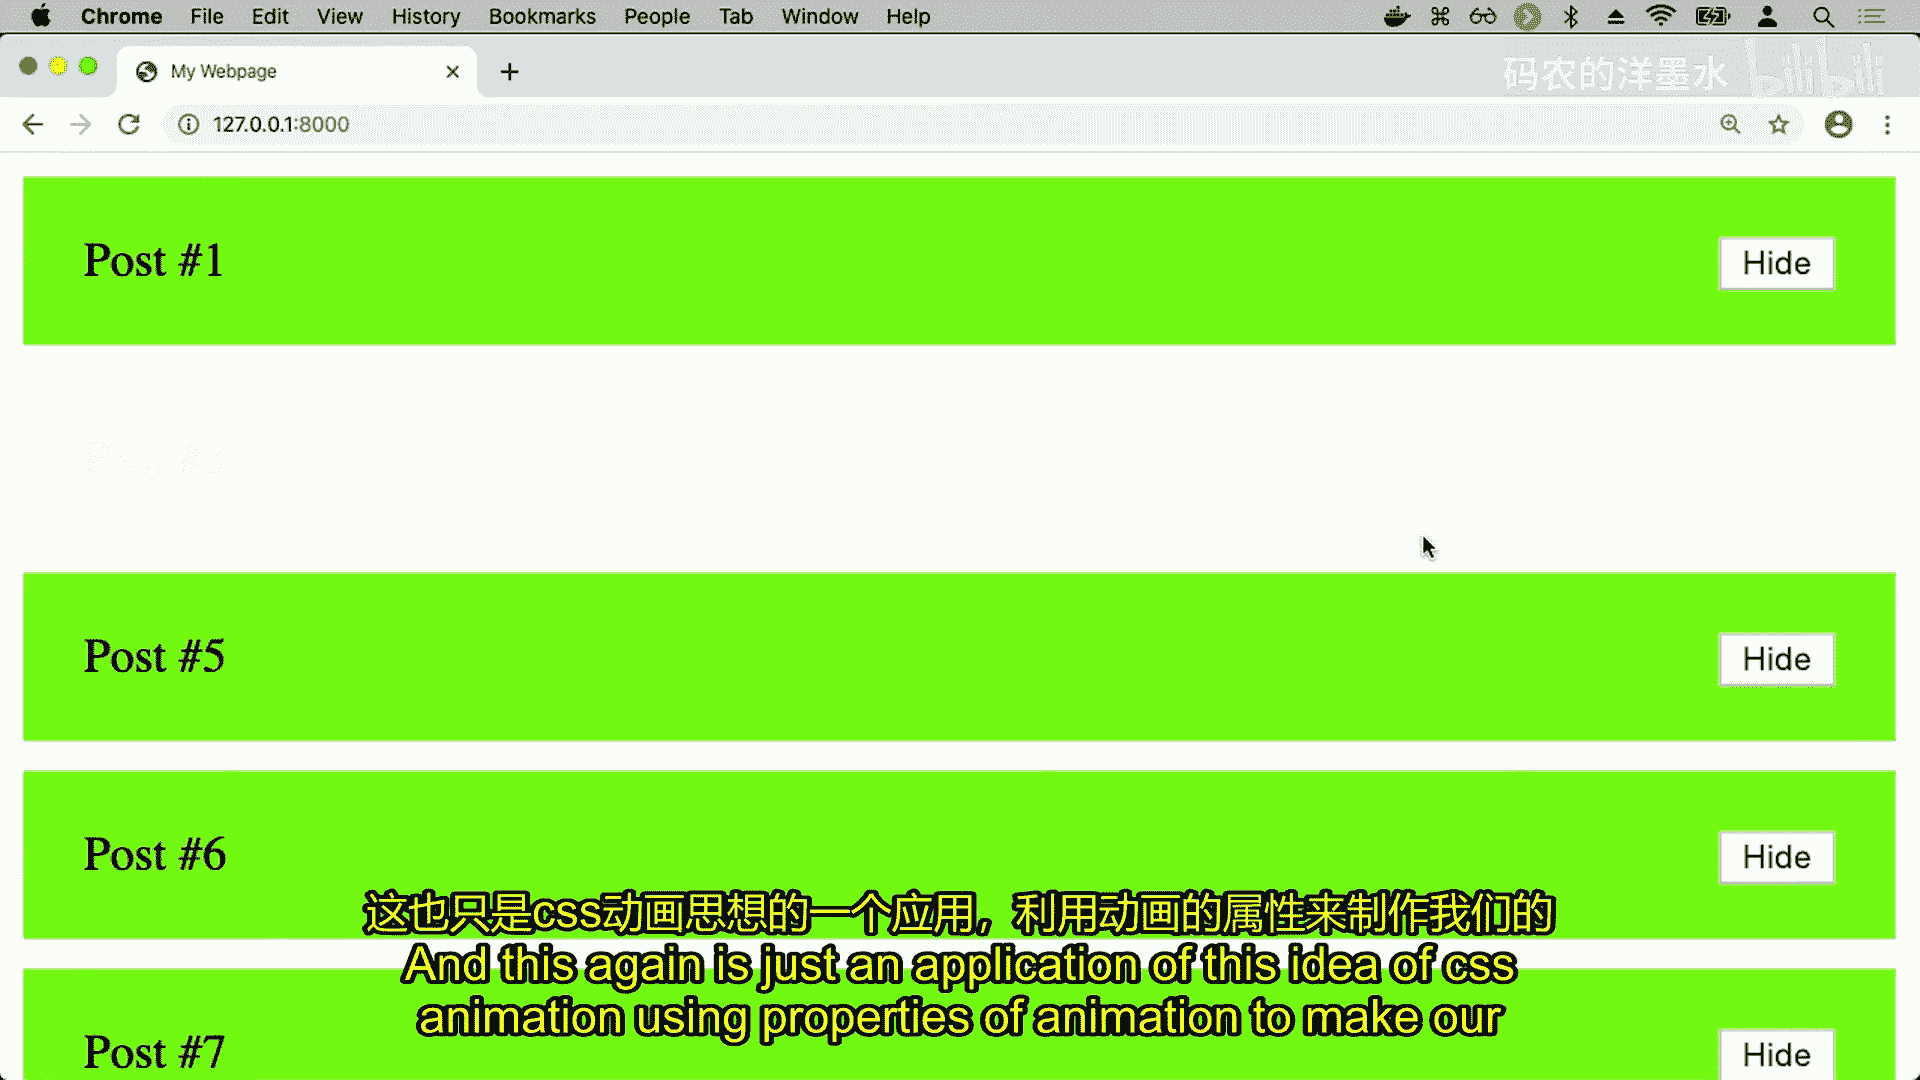 Chrome File Edit View History Bookmarks People Tab Window Help
My Webpage
码农的洋墨水 bilibili
127.0.0.1:8000
Post #1
Hide
Post
Post #5
Hide
Post #6
Hide
这也只是css动画思想的一个应用，利用动画的属性来制作我们的
And this again is just an application of this idea of css
animation using properties of animation to make our
Post #7
Hide